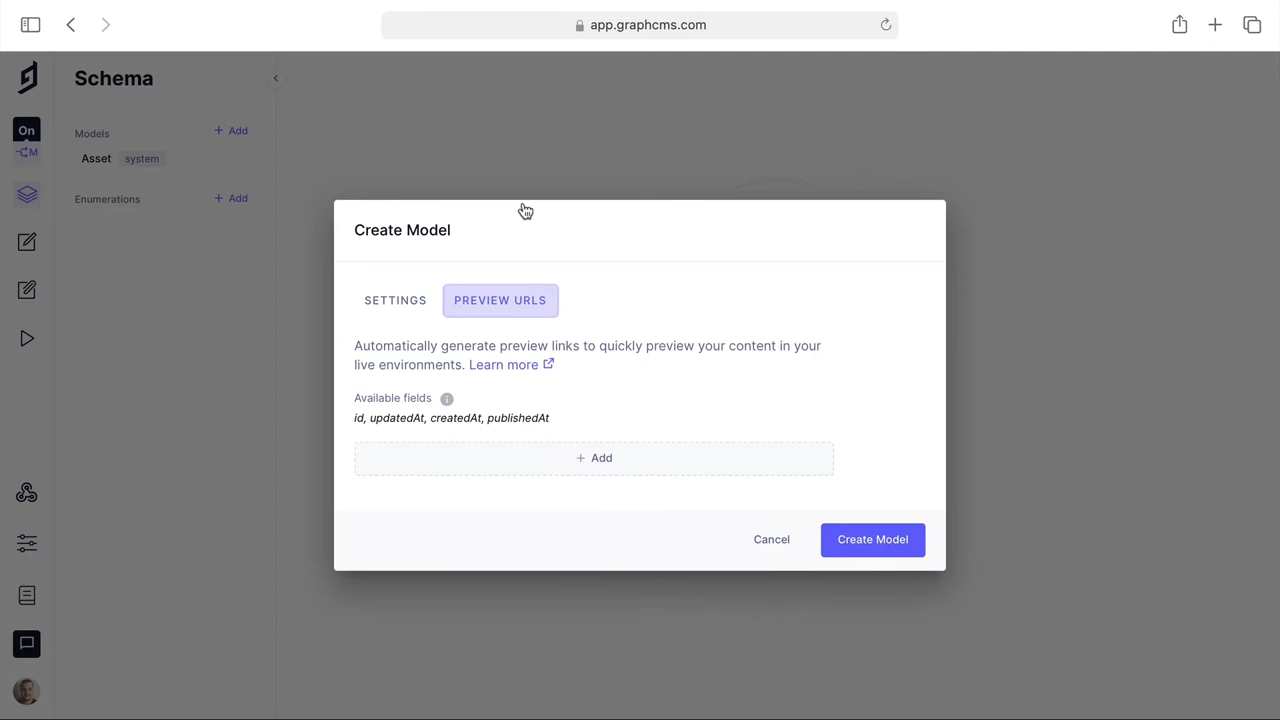 app.graphcms.com
Schema
On
M
Models
+ Add
Asset system
Enumerations
+ Add
Create Model
SETTINGS PREVIEW URLS
Automatically generate preview links to quickly preview your content in your
live environments. Learn more
Available fields
id, updatedAt, createdAt, publishedAt
+ Add
Cancel
Create Model